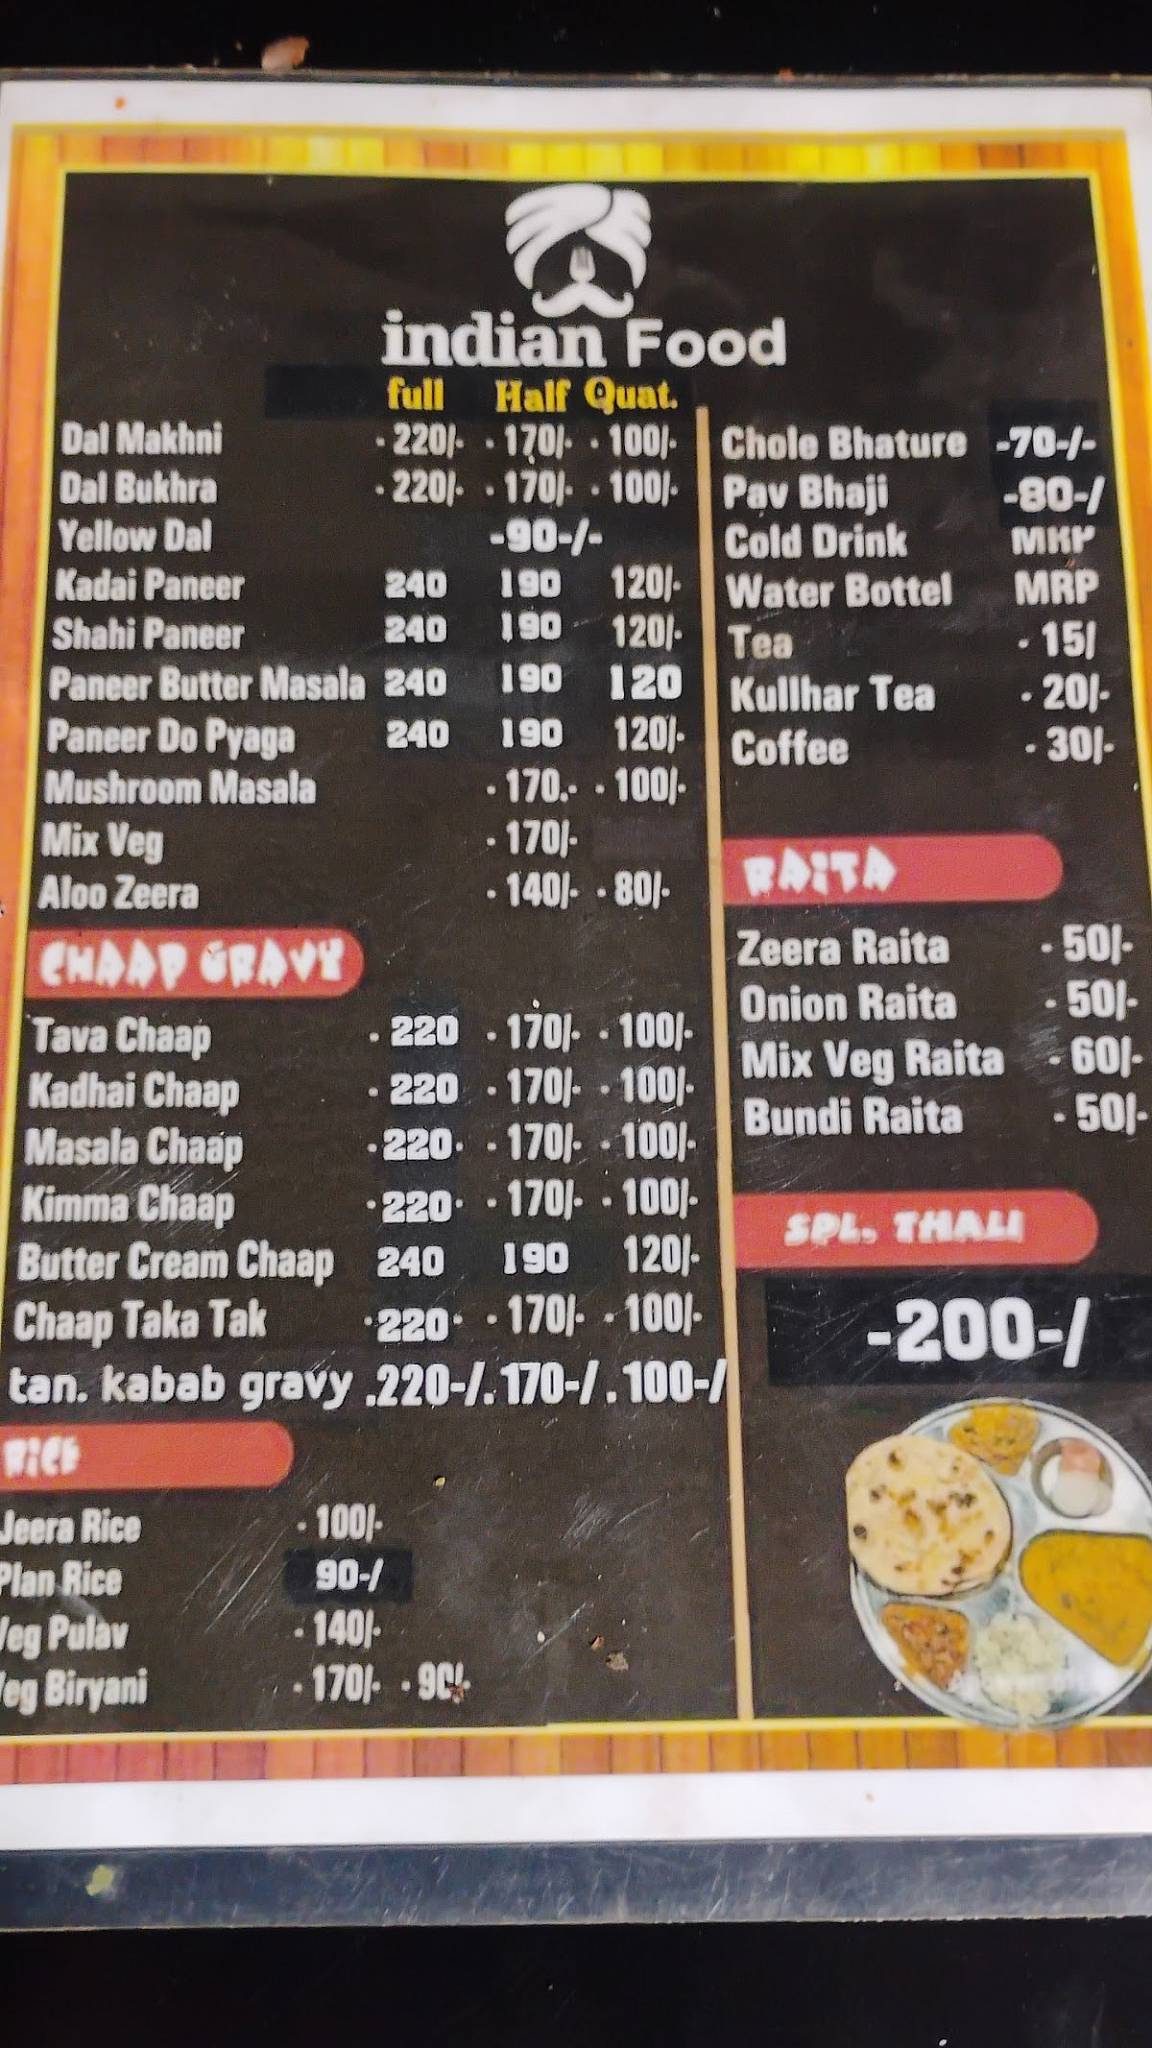 indian Food
full Half Quat.
Dal Makhni - 220/- - 170/- - 100/-
Dal Bukhra - 220/- - 170/- - 100/-
Yellow Dal -90-/-
Kadai Paneer 240 190 120/-
Shahi Paneer 240 190 120/-
Paneer Butter Masala 240 190 120
Paneer Do Pyaga 240 190 120/-
Mushroom Masala - 170.- - 100/-
Mix Veg - 170/-
Aloo Zeera - 140/- - 80/-
CHAAP GRAVY
Tava Chaap - 220 - 170/- - 100/-
Kadhai Chaap - 220 - 170/- - 100/-
Masala Chaap - 220- - 170/- - 100/-
Kimma Chaap - 220- - 170/- - 100/-
Butter Cream Chaap 240 190 120/-
Chaap Taka Tak - 220- - 170/- - 100/-
tan. kabab gravy .220-/. 170-/ . 100-/
RiCE
Jeera Rice - 100/-
Plan Rice 90-/
Veg Pulav - 140/-
Veg Biryani - 170/- - 90/-
Chole Bhature -70-/-
Pav Bhaji -80-/
Cold Drink MRP
Water Bottel MRP
Tea - 15/
Kullhar Tea - 20/-
Coffee - 30/-
RAiTA
Zeera Raita - 50/-
Onion Raita - 50/-
Mix Veg Raita - 60/-
Bundi Raita - 50/-
SPL. THALI
-200-/